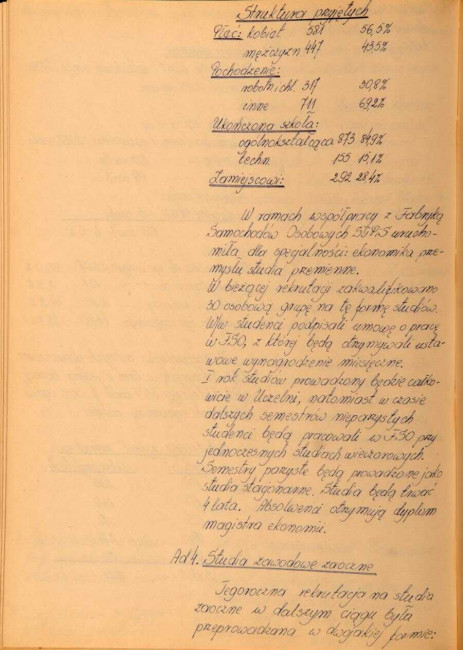 Struktura przyjętych
Płeć: kobiet 581 56,5%
mężczyzn 447 43,5%
Pochodzenie:
robotn i chł. 317 30,8%
inne 711 69,2%
Ukończona szkoła:
ogólnokształcąca 873 84,9%
techn. 155 15,1%
Zamiejscowi: 292 28,4%
W ramach współpracy z Fabryką
Samochodów Osobowych SGPiS urucho-
miła dla specjalności: ekonomika prze-
mysłu studia przemienne.
W bieżącej rekrutacji zakwalifikowano
30 osobową grupę na tę formę studiów.
W/w studenci podpisali umowę o pracę
w FSO, z której będą otrzymywali usta-
wowe wynagrodzenie miesięczne.
I rok studiów prowadzony będzie całko-
wicie w Uczelni, natomiast w czasie
dalszych semestrów nieparzystych
studenci będą pracowali w FSO przy
jednoczesnych studiach wieczorowych.
Semestry parzyste będą prowadzone jako
studia stacjonarne. Studia będą trwać
4 lata. Absolwenci otrzymują dyplom
magistra ekonomii.
Ad 4. Studia zawodowe zaoczne
Tegoroczna rekrutacja na studia
zaoczne w dalszym ciągu była
przeprowadzana w dwojakiej formie: